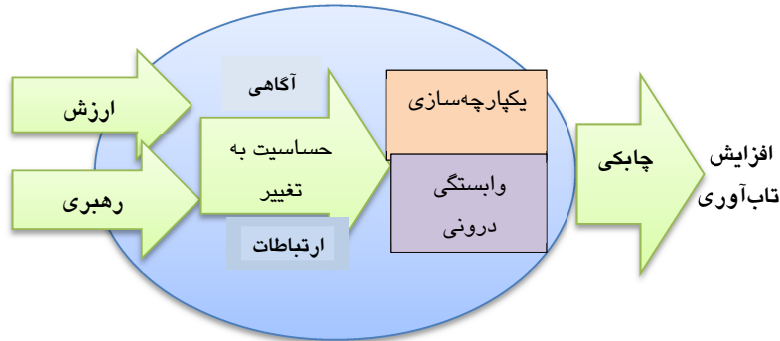 آگاهی
ارزش
یکپارچه‌سازی
حساسیت به
تغییر
چابکی
افزایش
تاب‌آوری
رهبری
وابستگی
درونی
ارتباطات